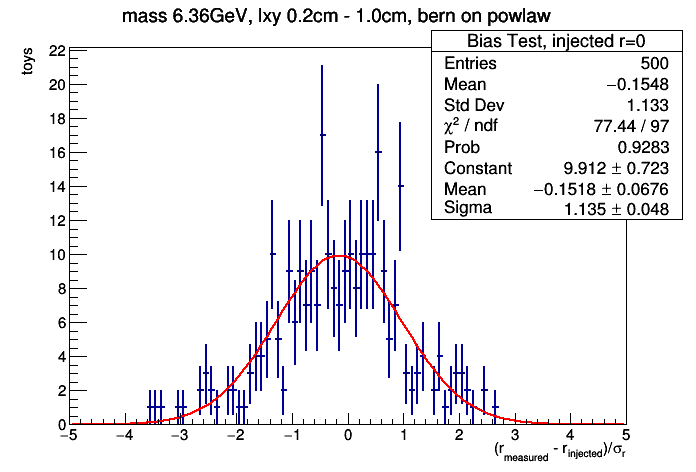 mass 6.36GeV, lxy 0.2cm - 1.0cm, bern on powlaw
Bias Test, injected r=0
Entries 500
Mean −0.1548
Std Dev 1.133
χ² / ndf 77.44 / 97
Prob 0.9283
Constant 9.912 ± 0.723
Mean −0.1518 ± 0.0676
Sigma 1.135 ± 0.048
toys
22
20
18
16
14
12
10
8
6
4
2
0
−5 −4 −3 −2 −1 0 1 2 3 4 5
(r_measured - r_injected)/σ_r